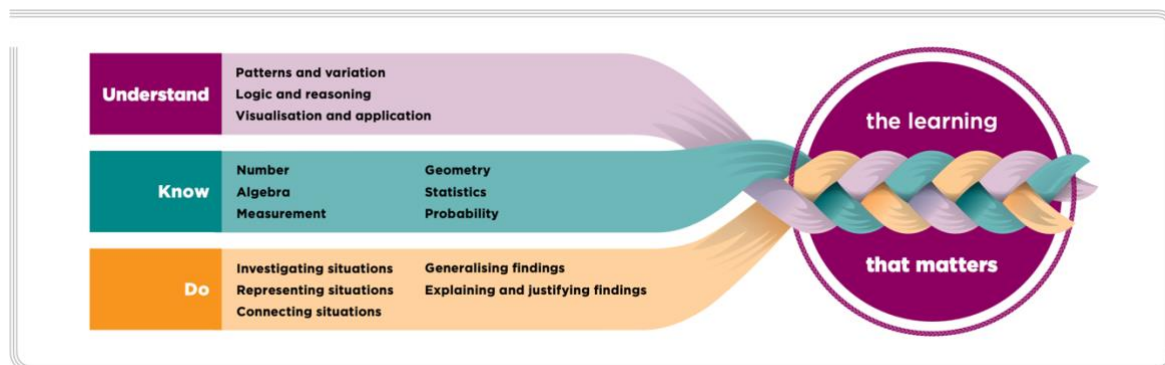 Understand
Patterns and variation
Logic and reasoning
Visualisation and application
Know
Number
Algebra
Measurement
Geometry
Statistics
Probability
Do
Investigating situations
Representing situations
Connecting situations
Generalising findings
Explaining and justifying findings
the learning
that matters